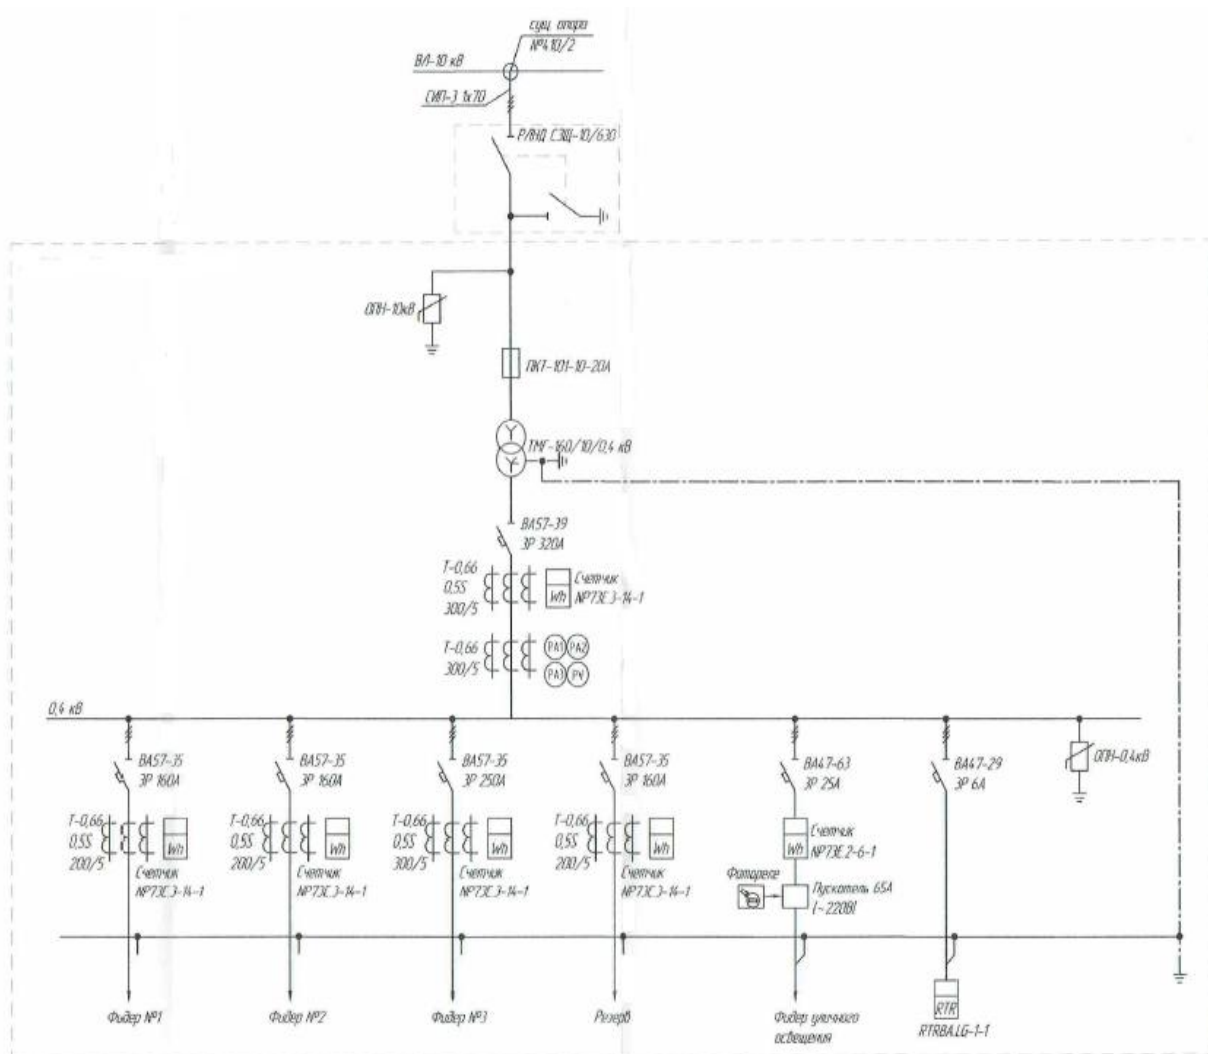 сущ. опора
№410/2
ВЛ-10 кВ
СИП-3 1х70
РЛНД СЭЩ-10/630
ОПН-10кВ
ПКТ-101-10-20А
ТМГ-160/10/0,4 кВ
ВА57-39
3Р 320А
Т-0,66
0,5S
300/5
Wh
Счетчик
NP73E.3-14-1
Т-0,66
300/5
PA1
PA2
PA3
PV
0,4 кВ
ВА57-35
3Р 160А
ВА57-35
3Р 160А
ВА57-35
3Р 250А
ВА57-35
3Р 160А
ВА47-63
3Р 25А
ВА47-29
3Р 6А
ОПН-0,4кВ
Т-0,66
0,5S
200/5
Wh
Счетчик
NP73E.3-14-1
Т-0,66
0,5S
200/5
Wh
Счетчик
NP73E.3-14-1
Т-0,66
0,5S
300/5
Wh
Счетчик
NP73E.3-14-1
Т-0,66
0,5S
200/5
Wh
Счетчик
NP73E.3-14-1
Wh
Счетчик
NP73E.2-6-1
Фотореле
Пускатель 65А
(~220В)
Фидер №1
Фидер №2
Фидер №3
Резерв
Фидер уличного
освещения
RTR
RTR8A.LG-1-1